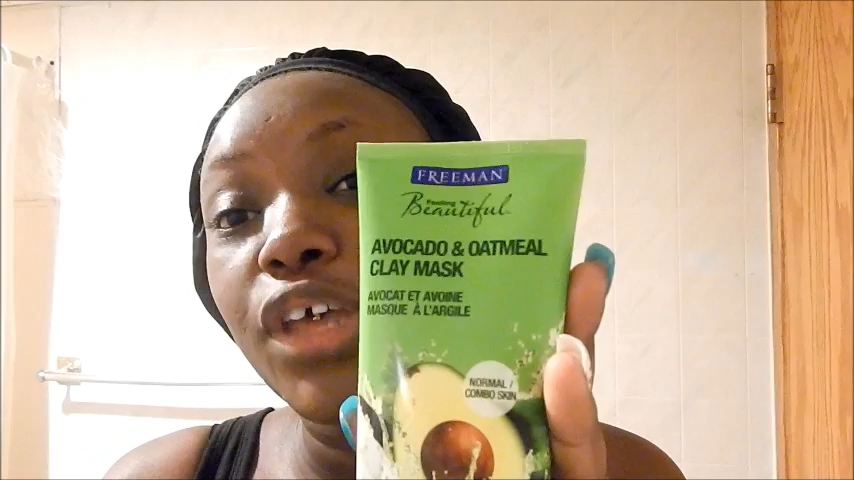 FREEMAN
Feeling
Beautiful
AVOCADO & OATMEAL
CLAY MASK
AVOCAT ET AVOINE
MASQUE À L'ARGILE
NORMAL /
COMBO SKIN